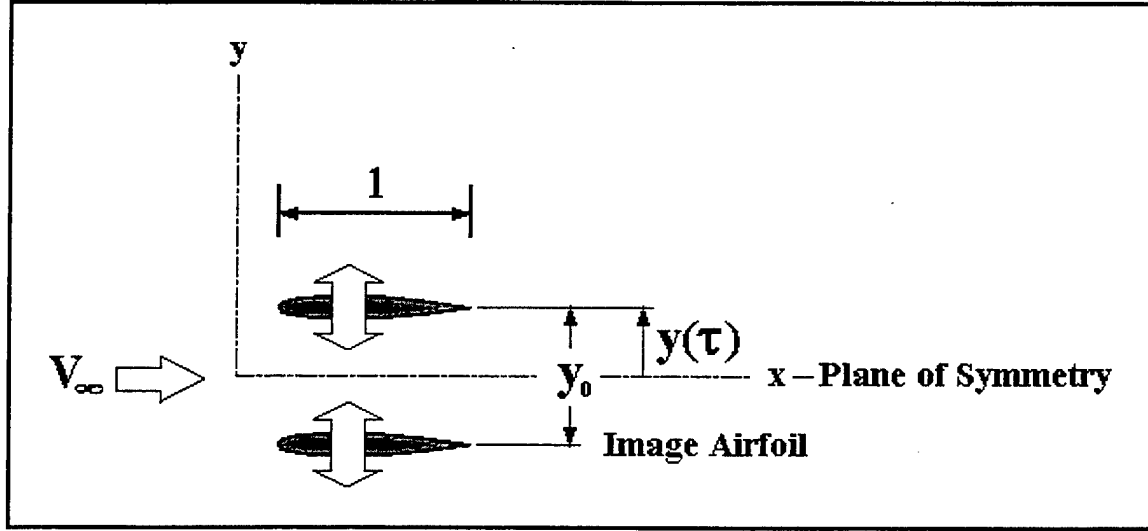 y
1
y(τ)
V∞
y₀
x – Plane of Symmetry
Image Airfoil